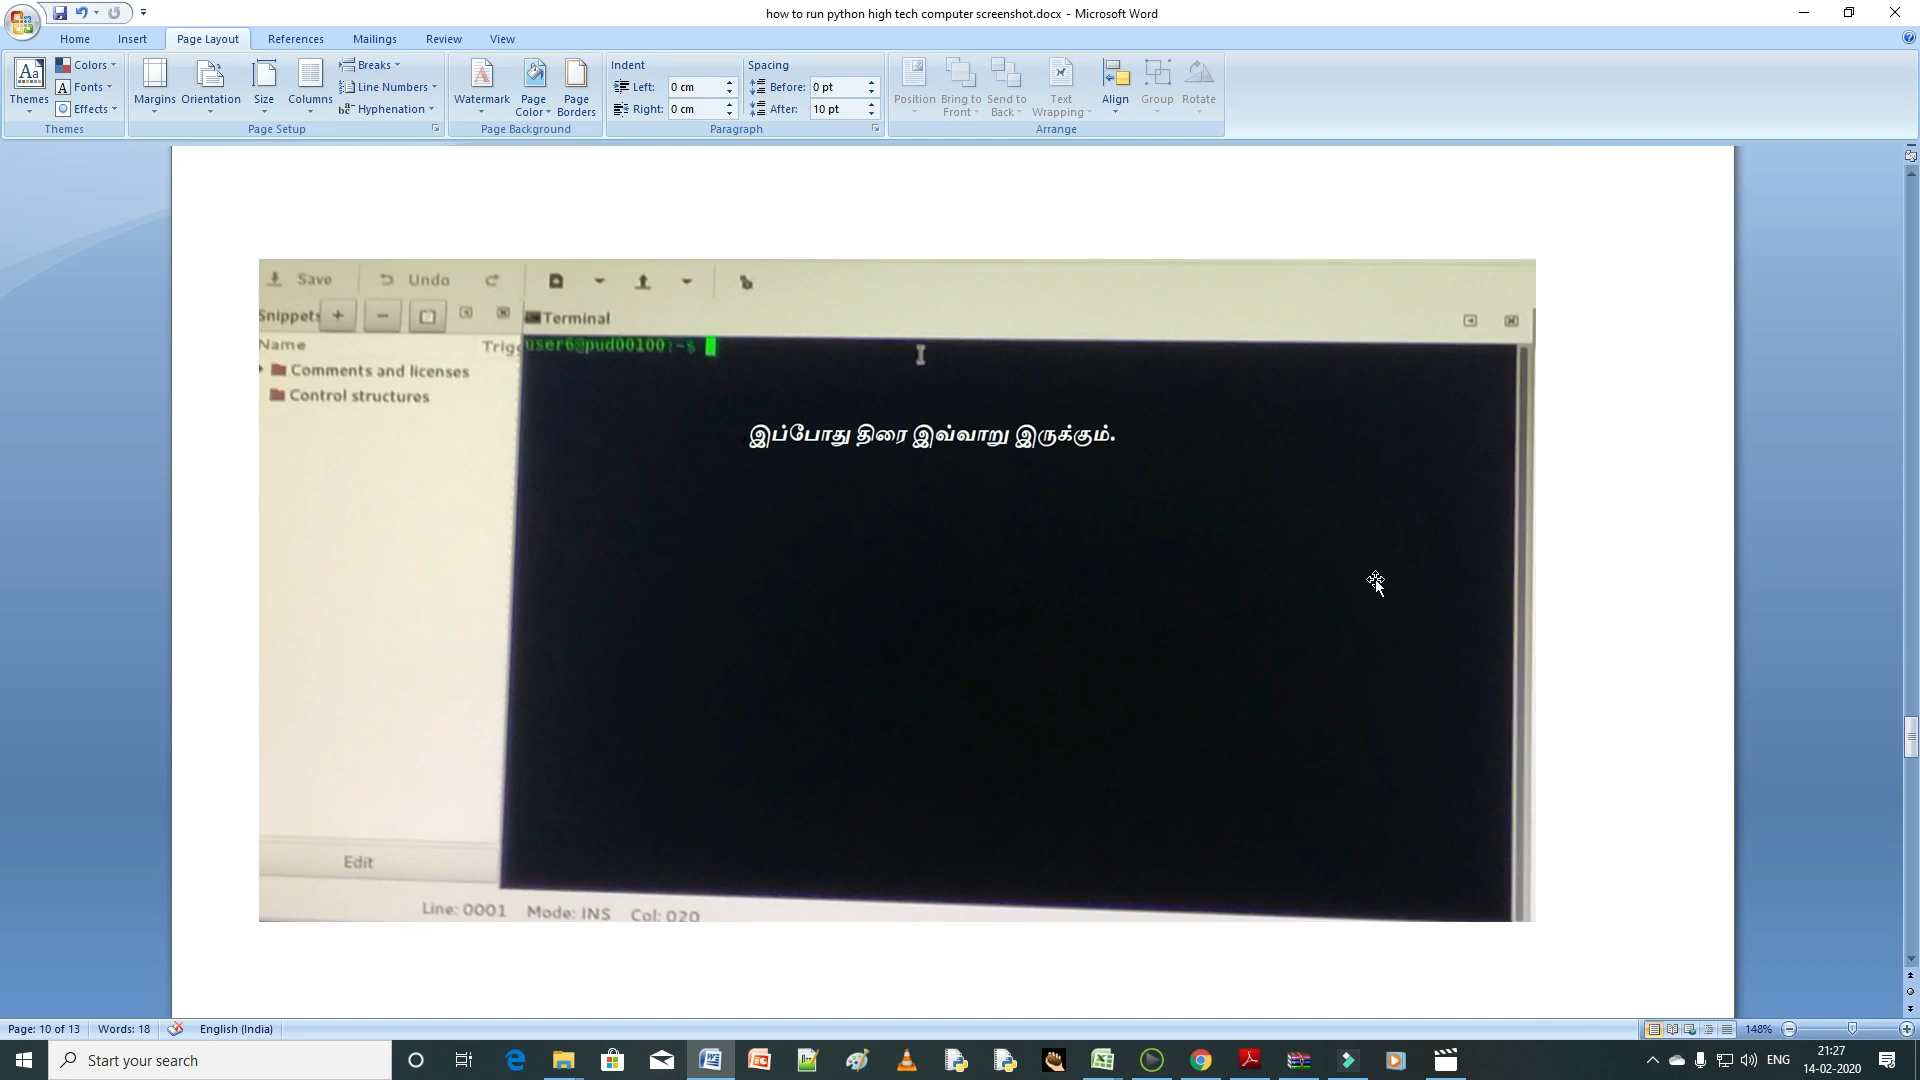 how to run python high tech computer screenshot.docx - Microsoft Word
Home Insert Page Layout References Mailings Review View
Themes
Colors
Fonts
Effects
Themes
Margins Orientation Size Columns
Breaks
Line Numbers
Hyphenation
Page Setup
Watermark Page Color Page Borders
Page Background
Indent
Left: 0 cm
Right: 0 cm
Spacing
Before: 0 pt
After: 10 pt
Paragraph
Position Bring to Front Send to Back Text Wrapping Align Group Rotate
Arrange
Save Undo
Snippets
Terminal
Name Trigg
user6@pud00100:~$
Comments and licenses
Control structures
இப்போது திரை இவ்வாறு இருக்கும்.
Edit
Line: 0001 Mode: INS Col: 020
Page: 10 of 13 Words: 18 English (India) 148%
Start your search
ENG
21:27
14-02-2020